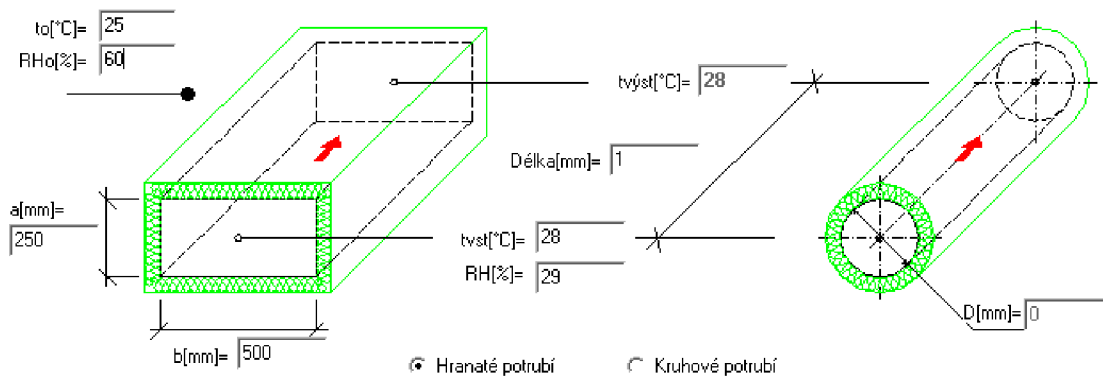 to[°C]= 25
RHo[%]= 60
tvýst[°C]= 28
Délka[mm]= 1
a[mm]=
250
tvst[°C]= 28
RH[%]= 29
D[mm]= 0
b[mm]= 500
Hranaté potrubí
Kruhové potrubí